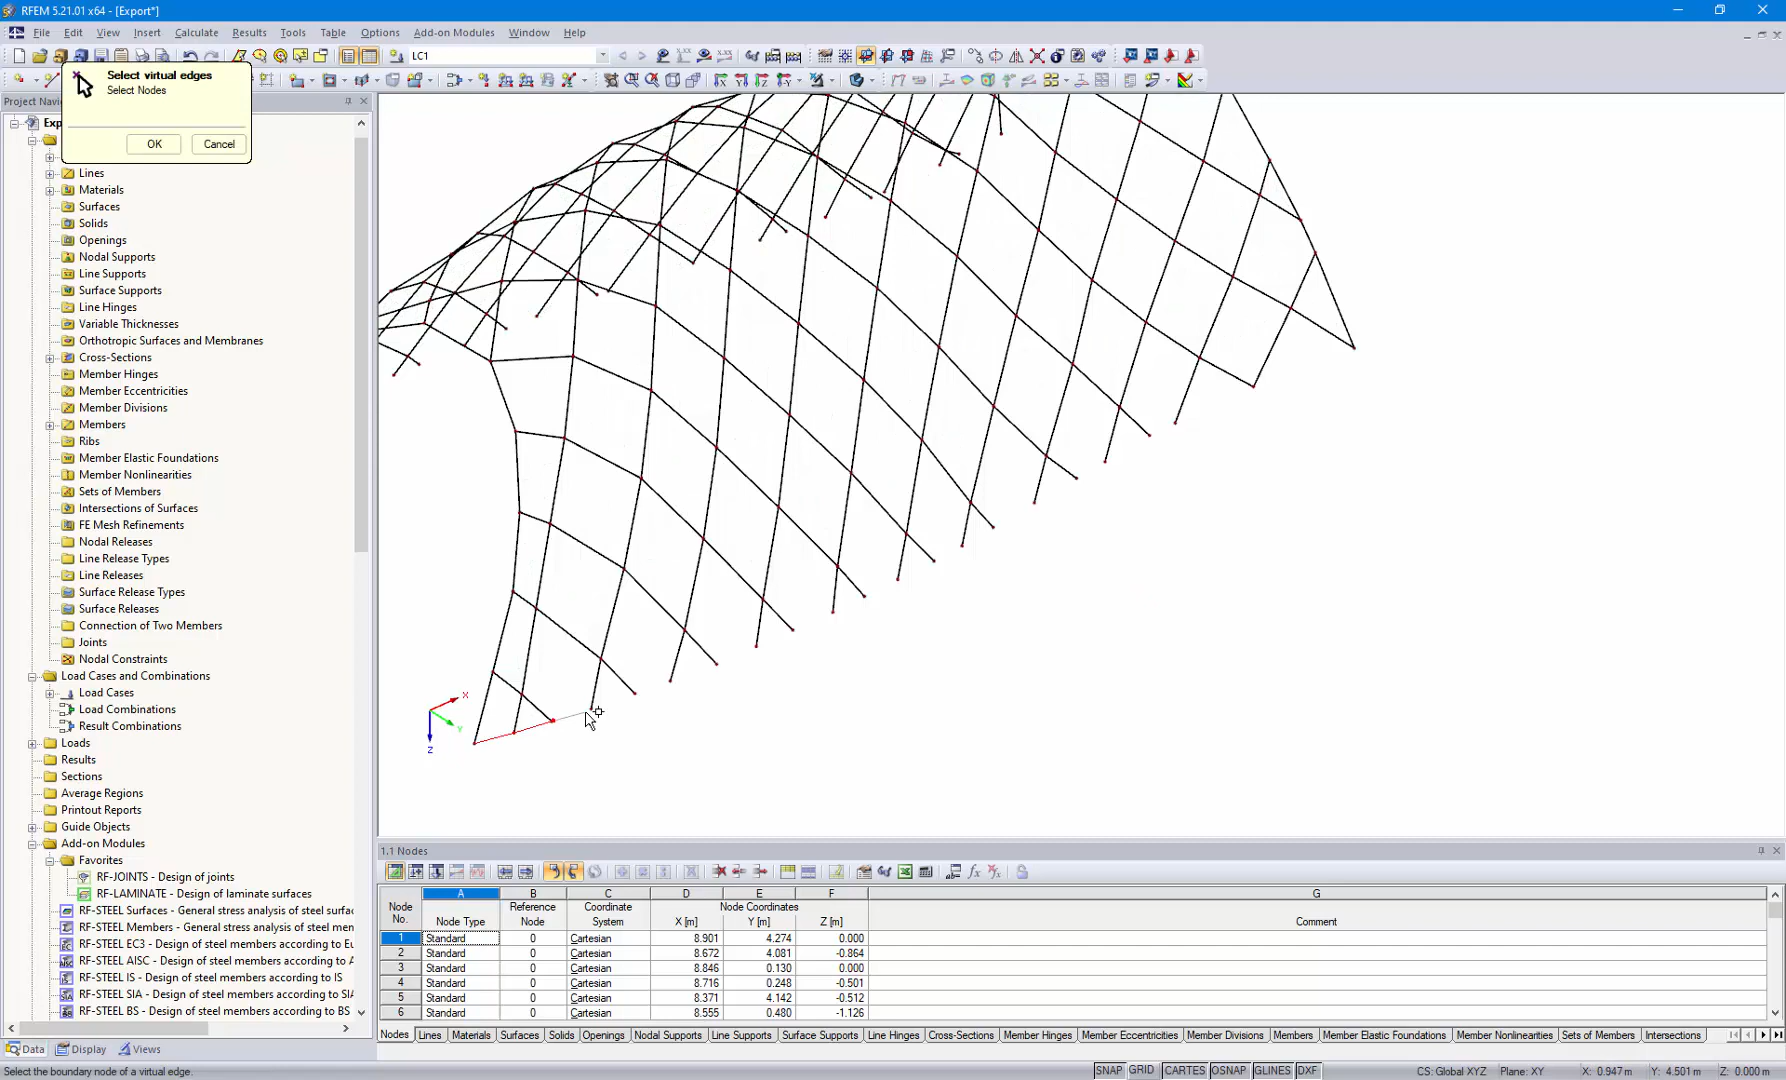 RFEM 5.21.01 x64 - [Export*]
File Edit View Insert Calculate Results Tools Table Options Add-on Modules Window Help
LC1
Select virtual edges
Select Nodes
OK Cancel
Project Navi
Exp
Lines
Materials
Surfaces
Solids
Openings
Nodal Supports
Line Supports
Surface Supports
Line Hinges
Variable Thicknesses
Orthotropic Surfaces and Membranes
Cross-Sections
Member Hinges
Member Eccentricities
Member Divisions
Members
Ribs
Member Elastic Foundations
Member Nonlinearities
Sets of Members
Intersections of Surfaces
FE Mesh Refinements
Nodal Releases
Line Release Types
Line Releases
Surface Release Types
Surface Releases
Connection of Two Members
Joints
Nodal Constraints
Load Cases and Combinations
Load Cases
Load Combinations
Result Combinations
Loads
Results
Sections
Average Regions
Printout Reports
Guide Objects
Add-on Modules
Favorites
RF-JOINTS - Design of joints
RF-LAMINATE - Design of laminate surfaces
RF-STEEL Surfaces - General stress analysis of steel surfac
RF-STEEL Members - General stress analysis of steel men
RF-STEEL EC3 - Design of steel members according to Eu
RF-STEEL AISC - Design of steel members according to A
RF-STEEL IS - Design of steel members according to IS
RF-STEEL SIA - Design of steel members according to SIA
RF-STEEL BS - Design of steel members according to BS
Data Display Views
X
Y
Z
1.1 Nodes
A B C D E F G
Node No. Node Type Reference Node Coordinate System Node Coordinates X [m] Y [m] Z [m] Comment
1 Standard 0 Cartesian 8.901 4.274 0.000
2 Standard 0 Cartesian 8.672 4.081 -0.864
3 Standard 0 Cartesian 8.846 0.130 0.000
4 Standard 0 Cartesian 8.716 0.248 -0.501
5 Standard 0 Cartesian 8.371 4.142 -0.512
6 Standard 0 Cartesian 8.555 0.480 -1.126
Nodes Lines Materials Surfaces Solids Openings Nodal Supports Line Supports Surface Supports Line Hinges Cross-Sections Member Hinges Member Eccentricities Member Divisions Members Member Elastic Foundations Member Nonlinearities Sets of Members Intersections
Select the boundary node of a virtual edge.
SNAP GRID CARTES OSNAP GLINES DXF CS: Global XYZ Plane: XY X: 0.947 m Y: 4.501 m Z: 0.000 m